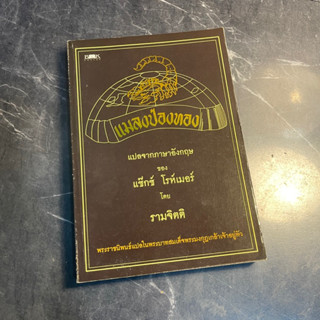 แมลงป่องทอง
แปลจากภาษาอังกฤษ
ของ
แซ๊กซ์ โรห์เมอร์
โดย
รามจิตติ
พระราชนิพนธ์แปลในพระบาทสมเด็จพระมงกุฎเกล้าเจ้าอยู่หัว